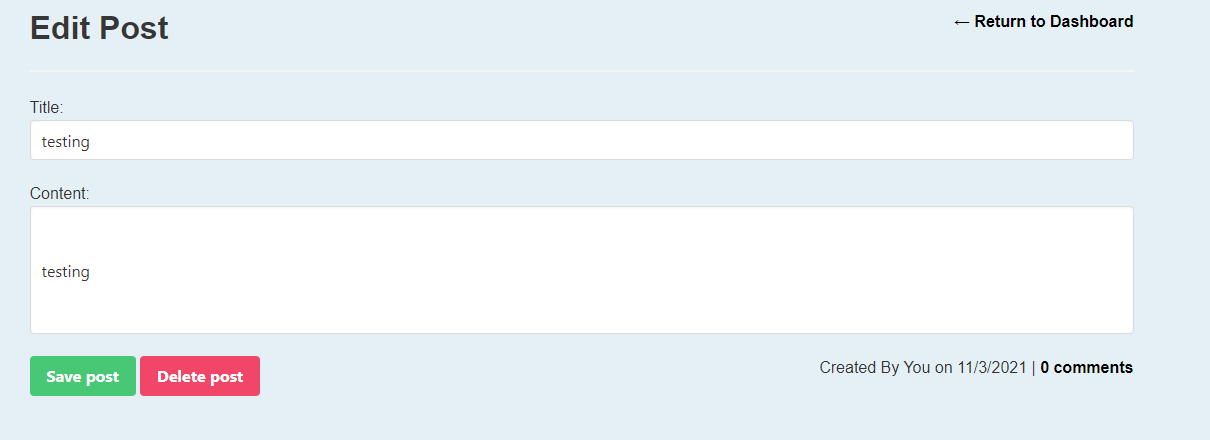 Edit Post
← Return to Dashboard
Title:
testing
Content:
testing
Save post
Delete post
Created By You on 11/3/2021 | 0 comments